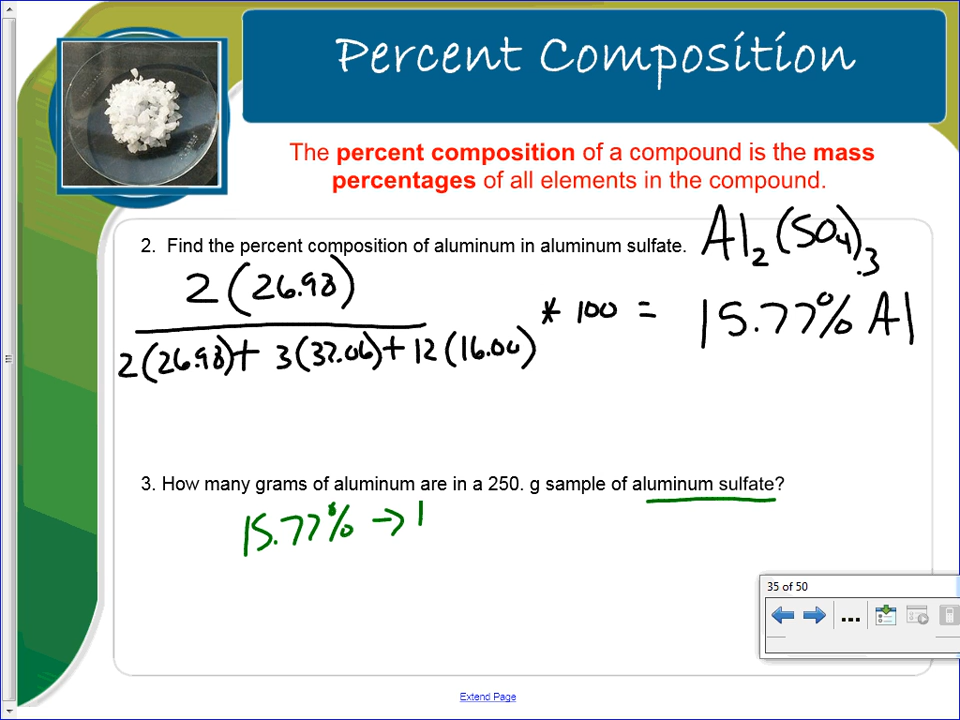 Percent Composition
The percent composition of a compound is the mass
percentages of all elements in the compound.
2. Find the percent composition of aluminum in aluminum sulfate.
Al2(SO4)3
2(26.98)
2(26.98)+ 3(32.06)+12(16.00)
* 100 =
15.77% Al
3. How many grams of aluminum are in a 250. g sample of aluminum sulfate?
15.77% → 1
35 of 50
...
Extend Page